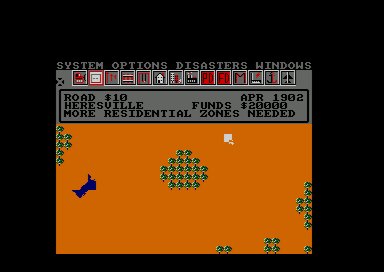 SYSTEM OPTIONS DISASTERS WINDOWS
ROAD $10 APR 1902
HERESVILLE FUNDS $20000
MORE RESIDENTIAL ZONES NEEDED